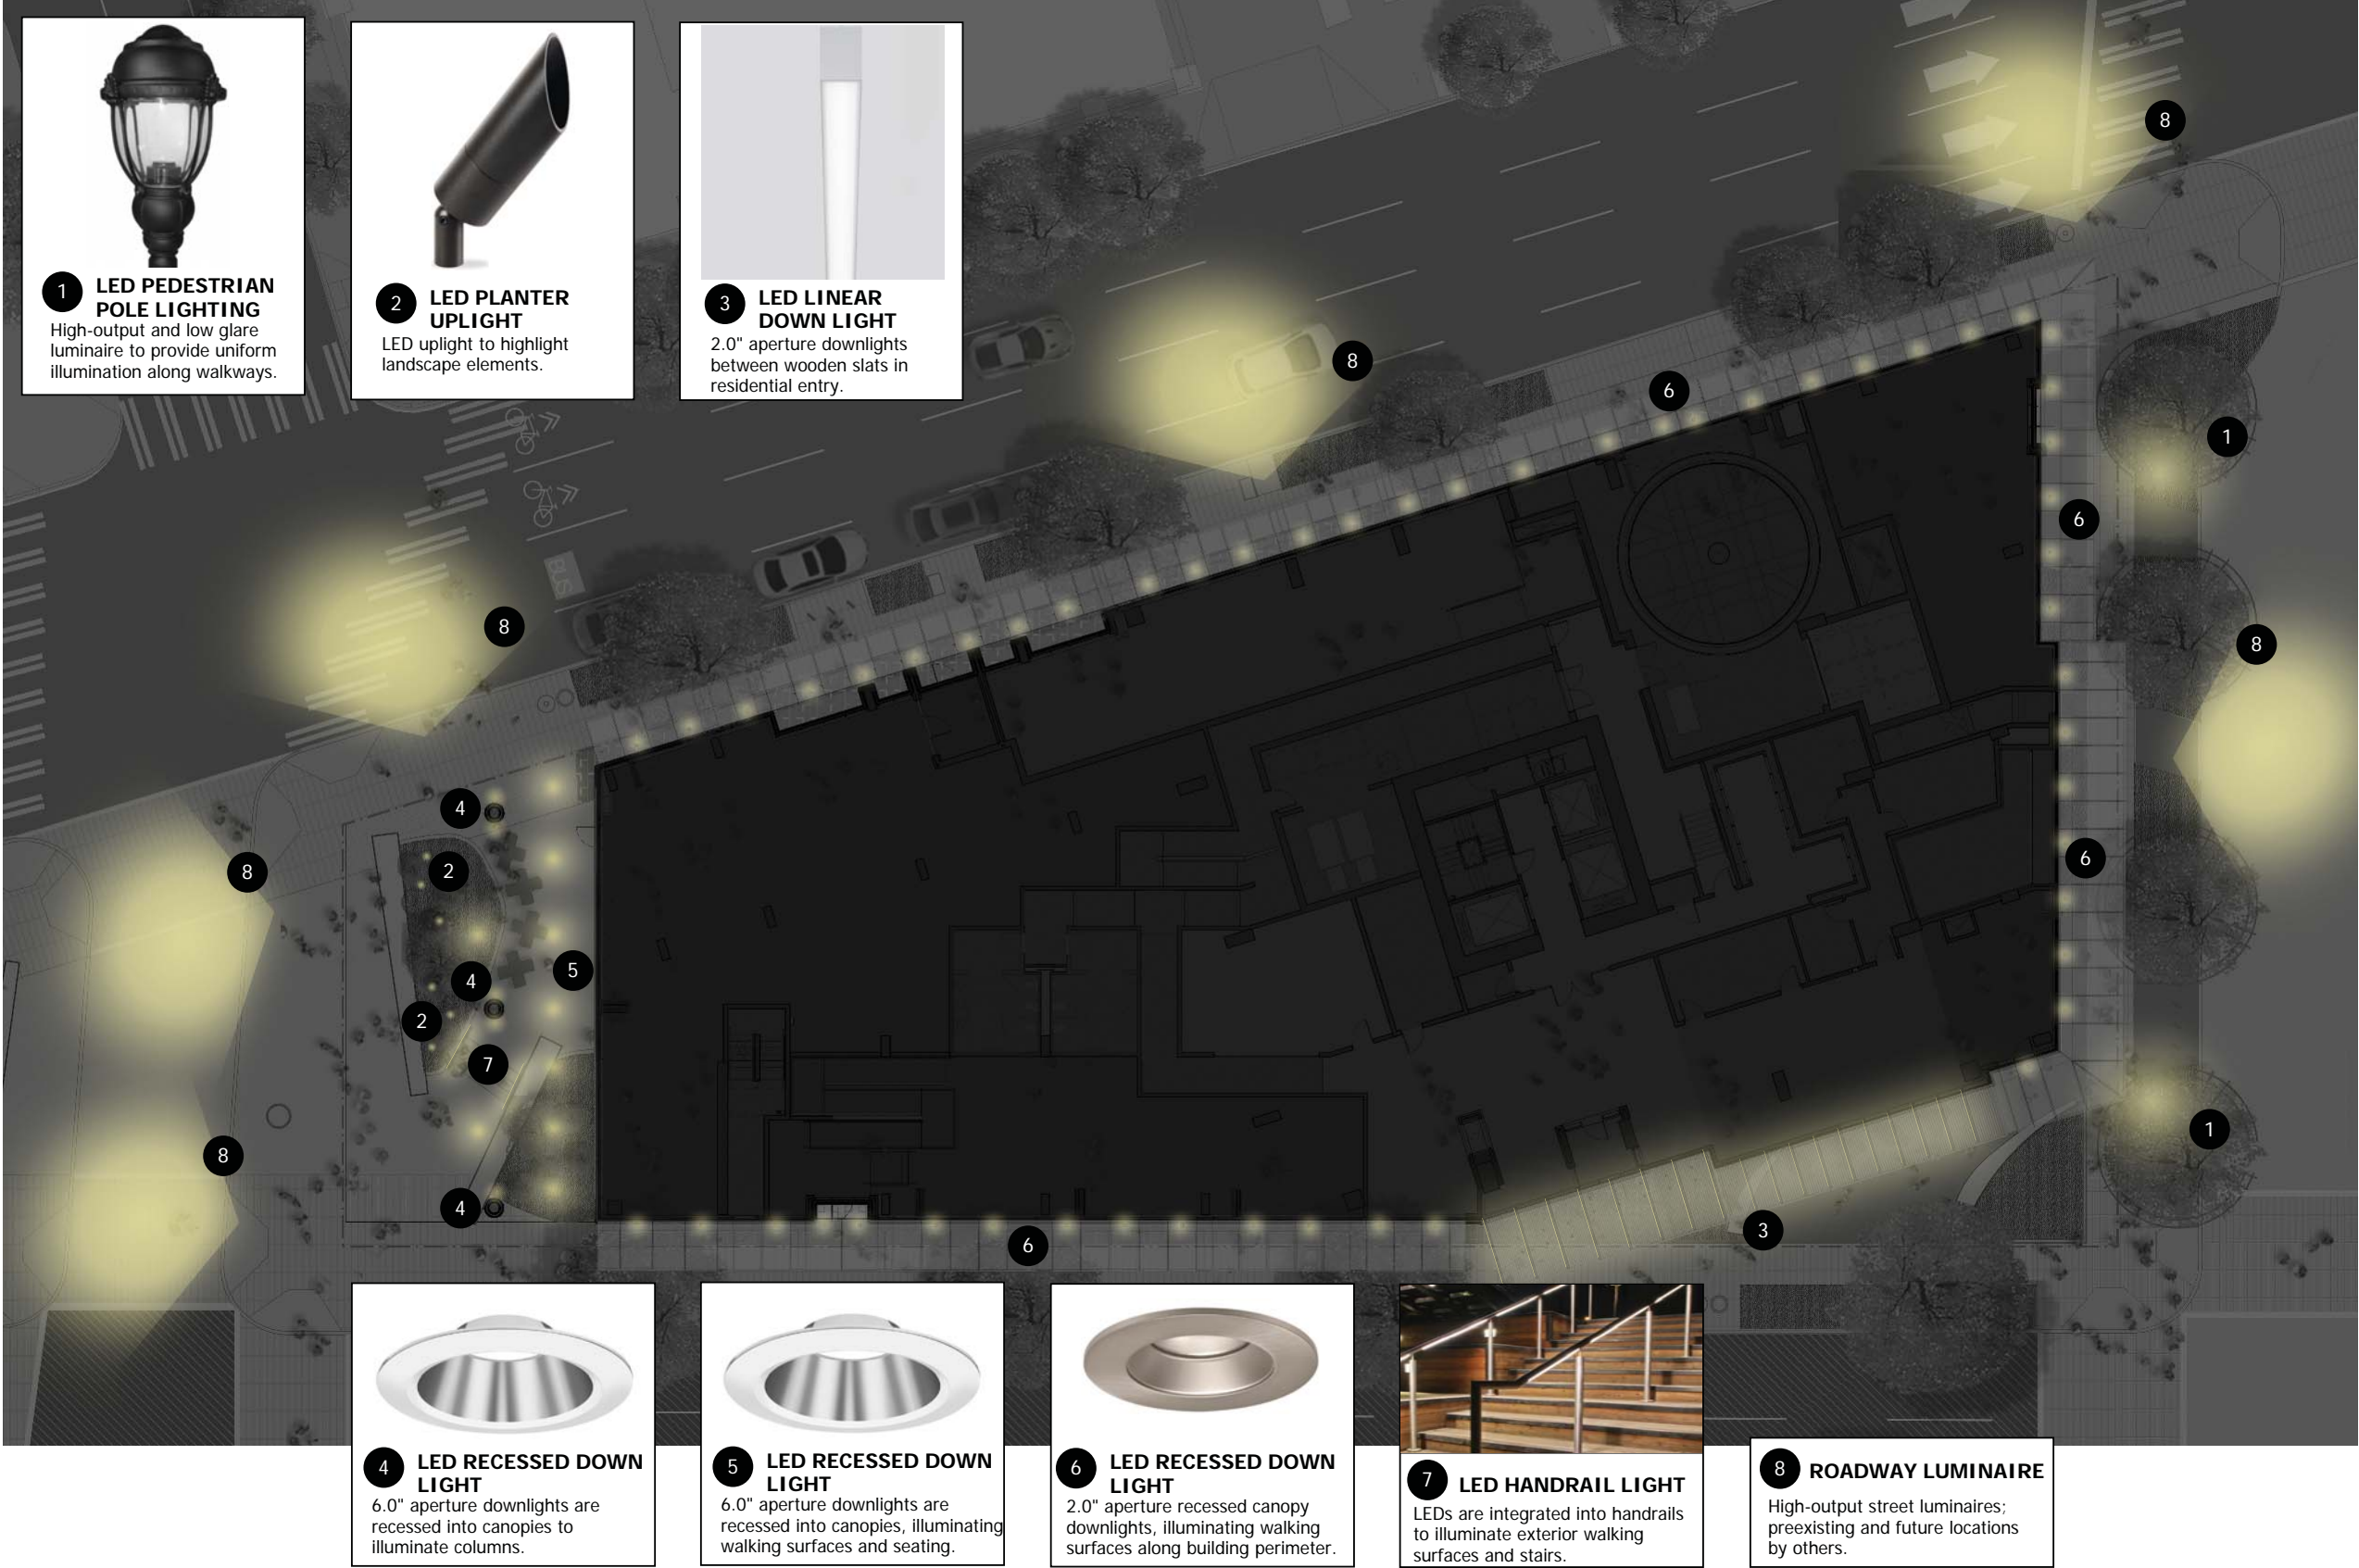 1
LED PEDESTRIAN
POLE LIGHTING
High-output and low glare
luminaire to provide uniform
illumination along walkways.
2
LED PLANTER
UPLIGHT
LED uplight to highlight
landscape elements.
3
LED LINEAR
DOWN LIGHT
2.0" aperture downlights
between wooden slats in
residential entry.
8
8
6
1
6
8
8
BUS
4
2
8
6
5
4
2
7
8
1
4
3
6
4
LED RECESSED DOWN
LIGHT
6.0" aperture downlights are
recessed into canopies to
illuminate columns.
5
LED RECESSED DOWN
LIGHT
6.0" aperture downlights are
recessed into canopies, illuminating
walking surfaces and seating.
6
LED RECESSED DOWN
LIGHT
2.0" aperture recessed canopy
downlights, illuminating walking
surfaces along building perimeter.
7
LED HANDRAIL LIGHT
LEDs are integrated into handrails
to illuminate exterior walking
surfaces and stairs.
8
ROADWAY LUMINAIRE
High-output street luminaires;
preexisting and future locations
by others.